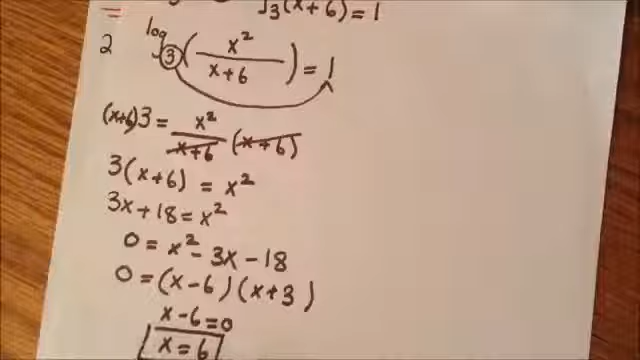 3(x+6) = 1
2 log3(x²/x+6) = 1
(x+6)3 = x²/x+6 (x+6)
3(x+6) = x²
3x+18 = x²
0 = x² - 3x - 18
0 = (x-6)(x+3)
x-6=0
x = 6